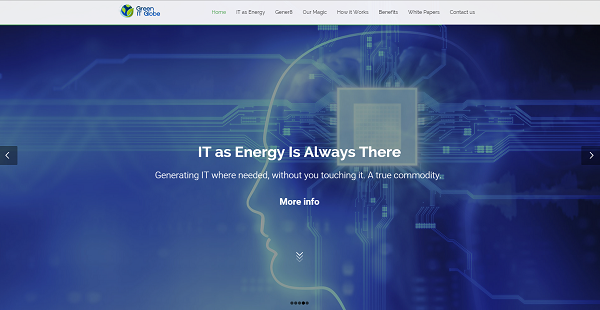 Green
IT Globe
Home IT as Energy Gener8 Our Magic How it Works Benefits White Papers Contact us
IT as Energy Is Always There
Generating IT where needed, without you touching it. A true commodity.
More info